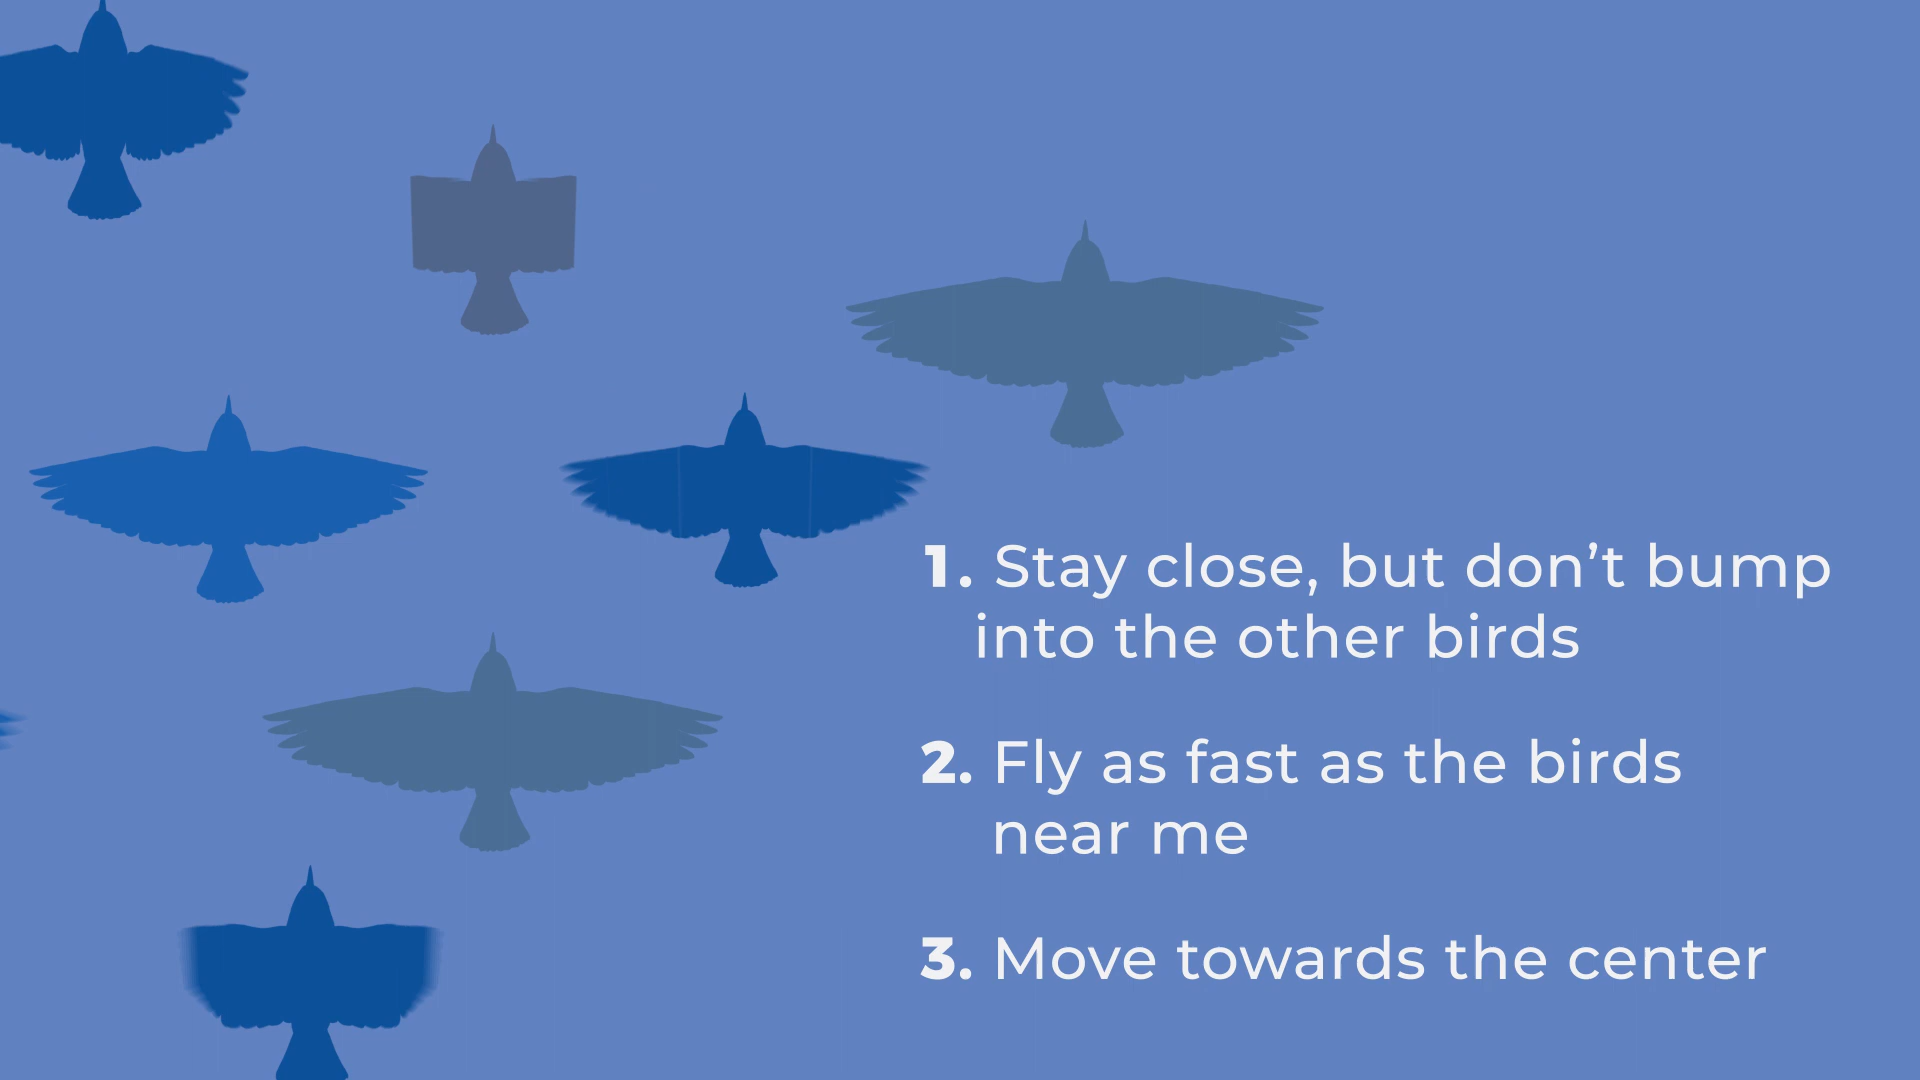 1. Stay close, but don’t bump
into the other birds
2. Fly as fast as the birds
near me
3. Move towards the center